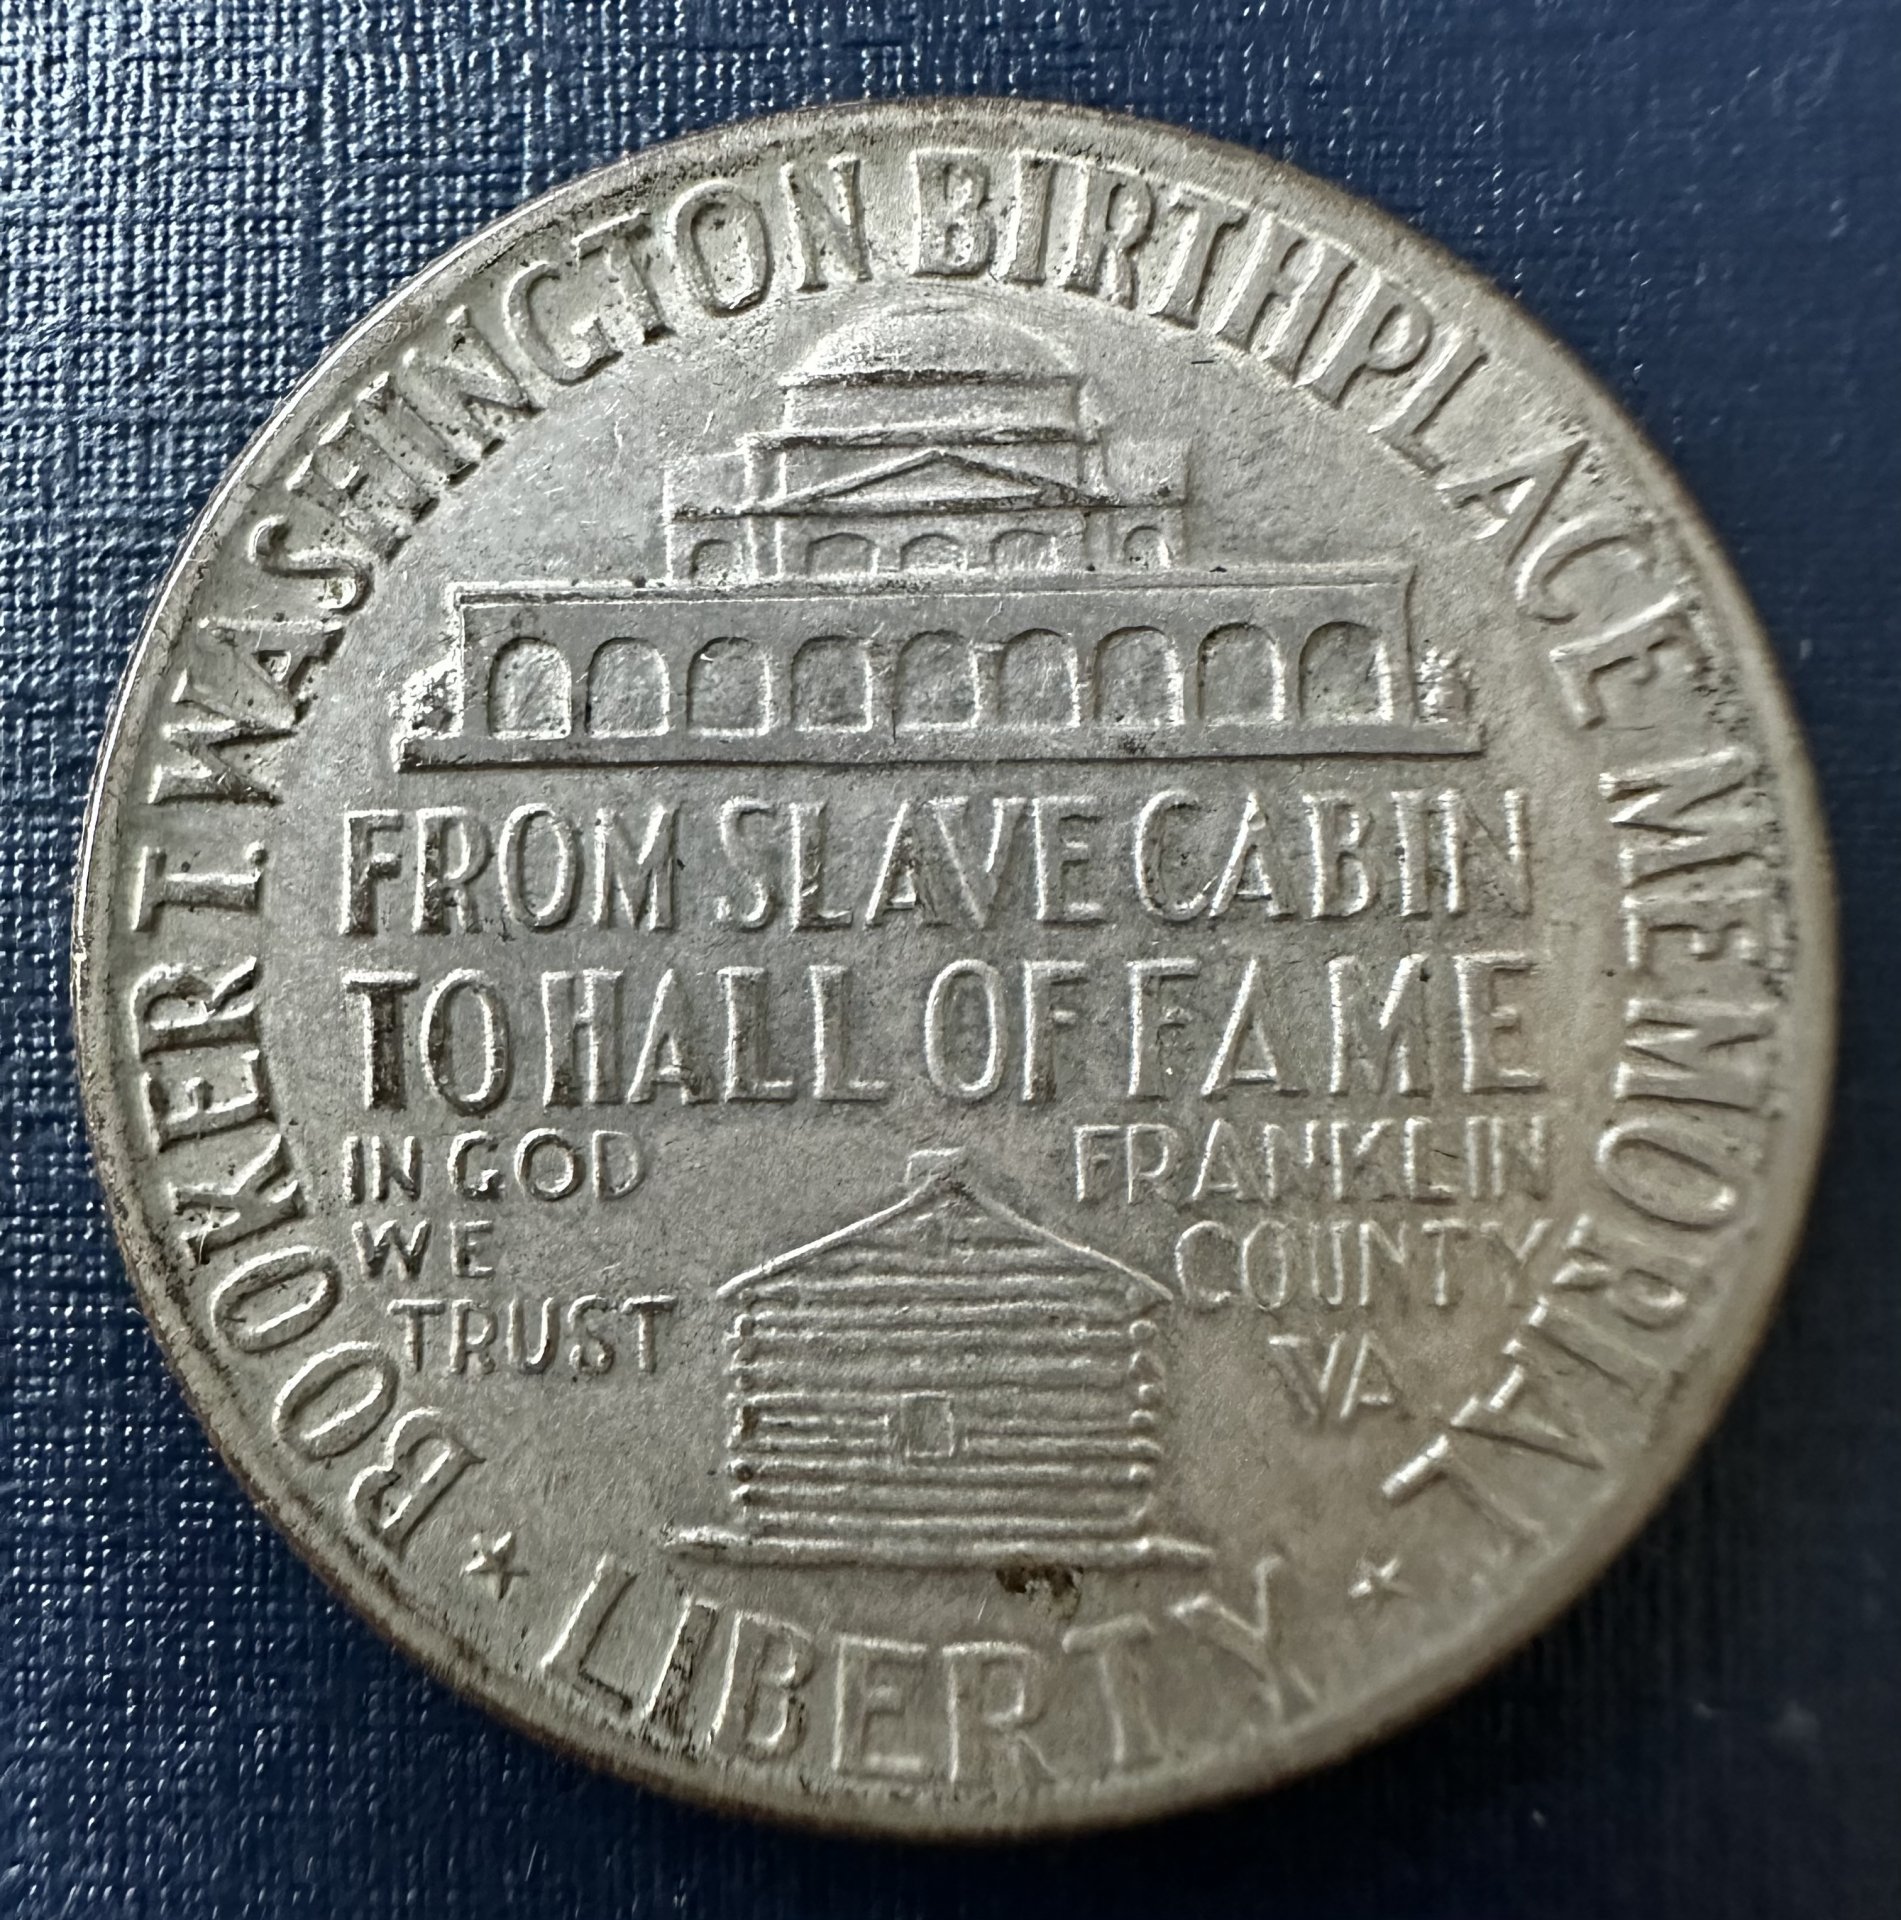 BOOKER T. WASHINGTON BIRTHPLACE MEMORIAL
FROM SLAVE CABIN
TO HALL OF FAME
IN GOD
WE
TRUST
FRANKLIN
COUNTY
VA
LIBERTY